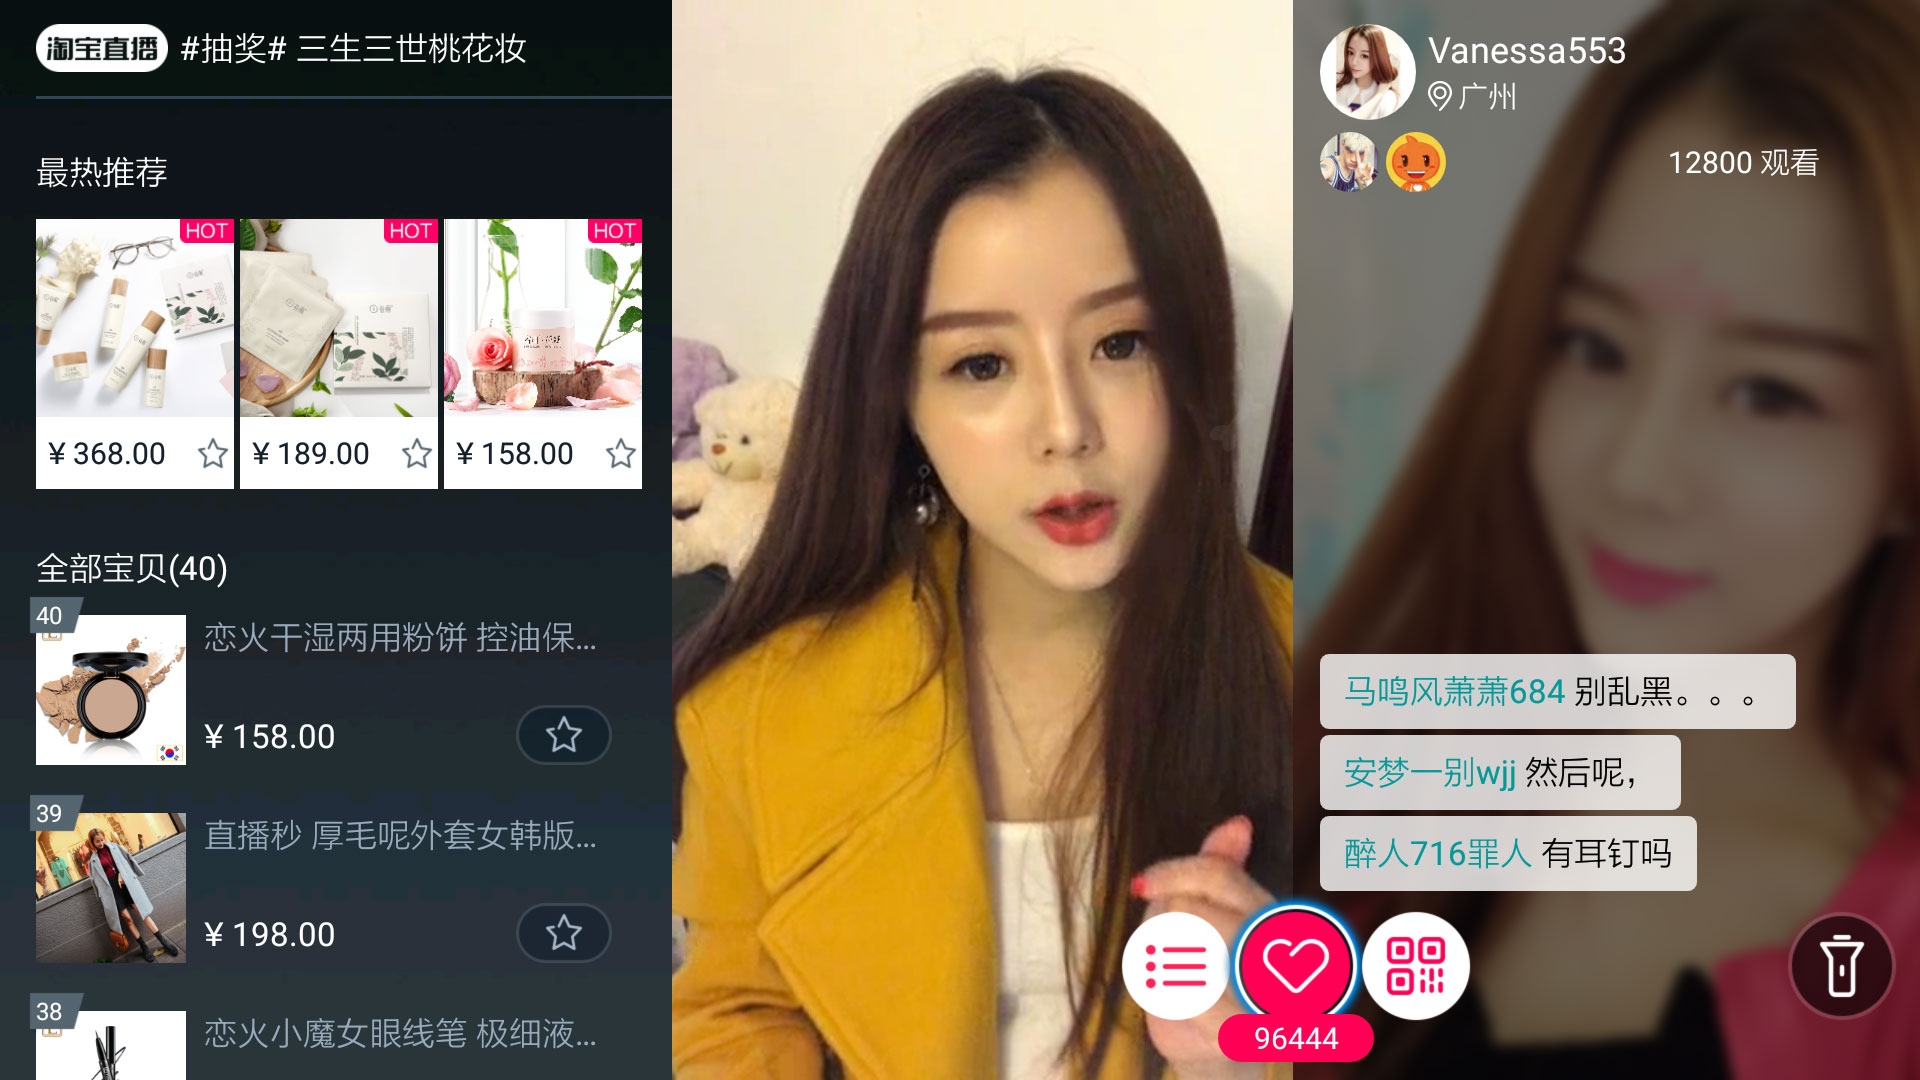 淘宝直播 #抽奖# 三生三世桃花妆
最热推荐
HOT
HOT
HOT
¥ 368.00
¥ 189.00
¥ 158.00
全部宝贝(40)
40
恋火干湿两用粉饼 控油保...
¥ 158.00
39
直播秒 厚毛呢外套女韩版...
¥ 198.00
38
恋火小魔女眼线笔 极细液...
Vanessa553
广州
12800 观看
马鸣风萧萧684 别乱黑。。。
安梦一别wjj 然后呢，
醉人716罪人 有耳钉吗
96444